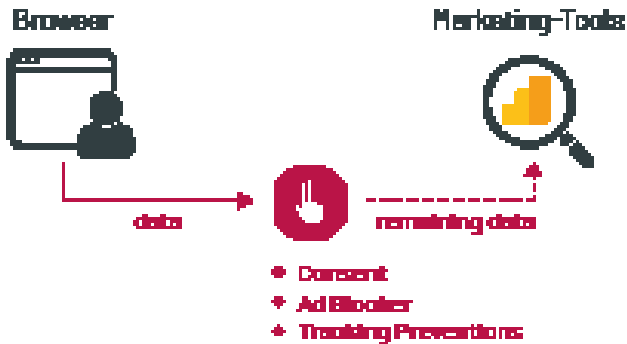 Browser
Marketing-Tools
data
remaining data
Consent
Ad Blocker
Tracking Preventions